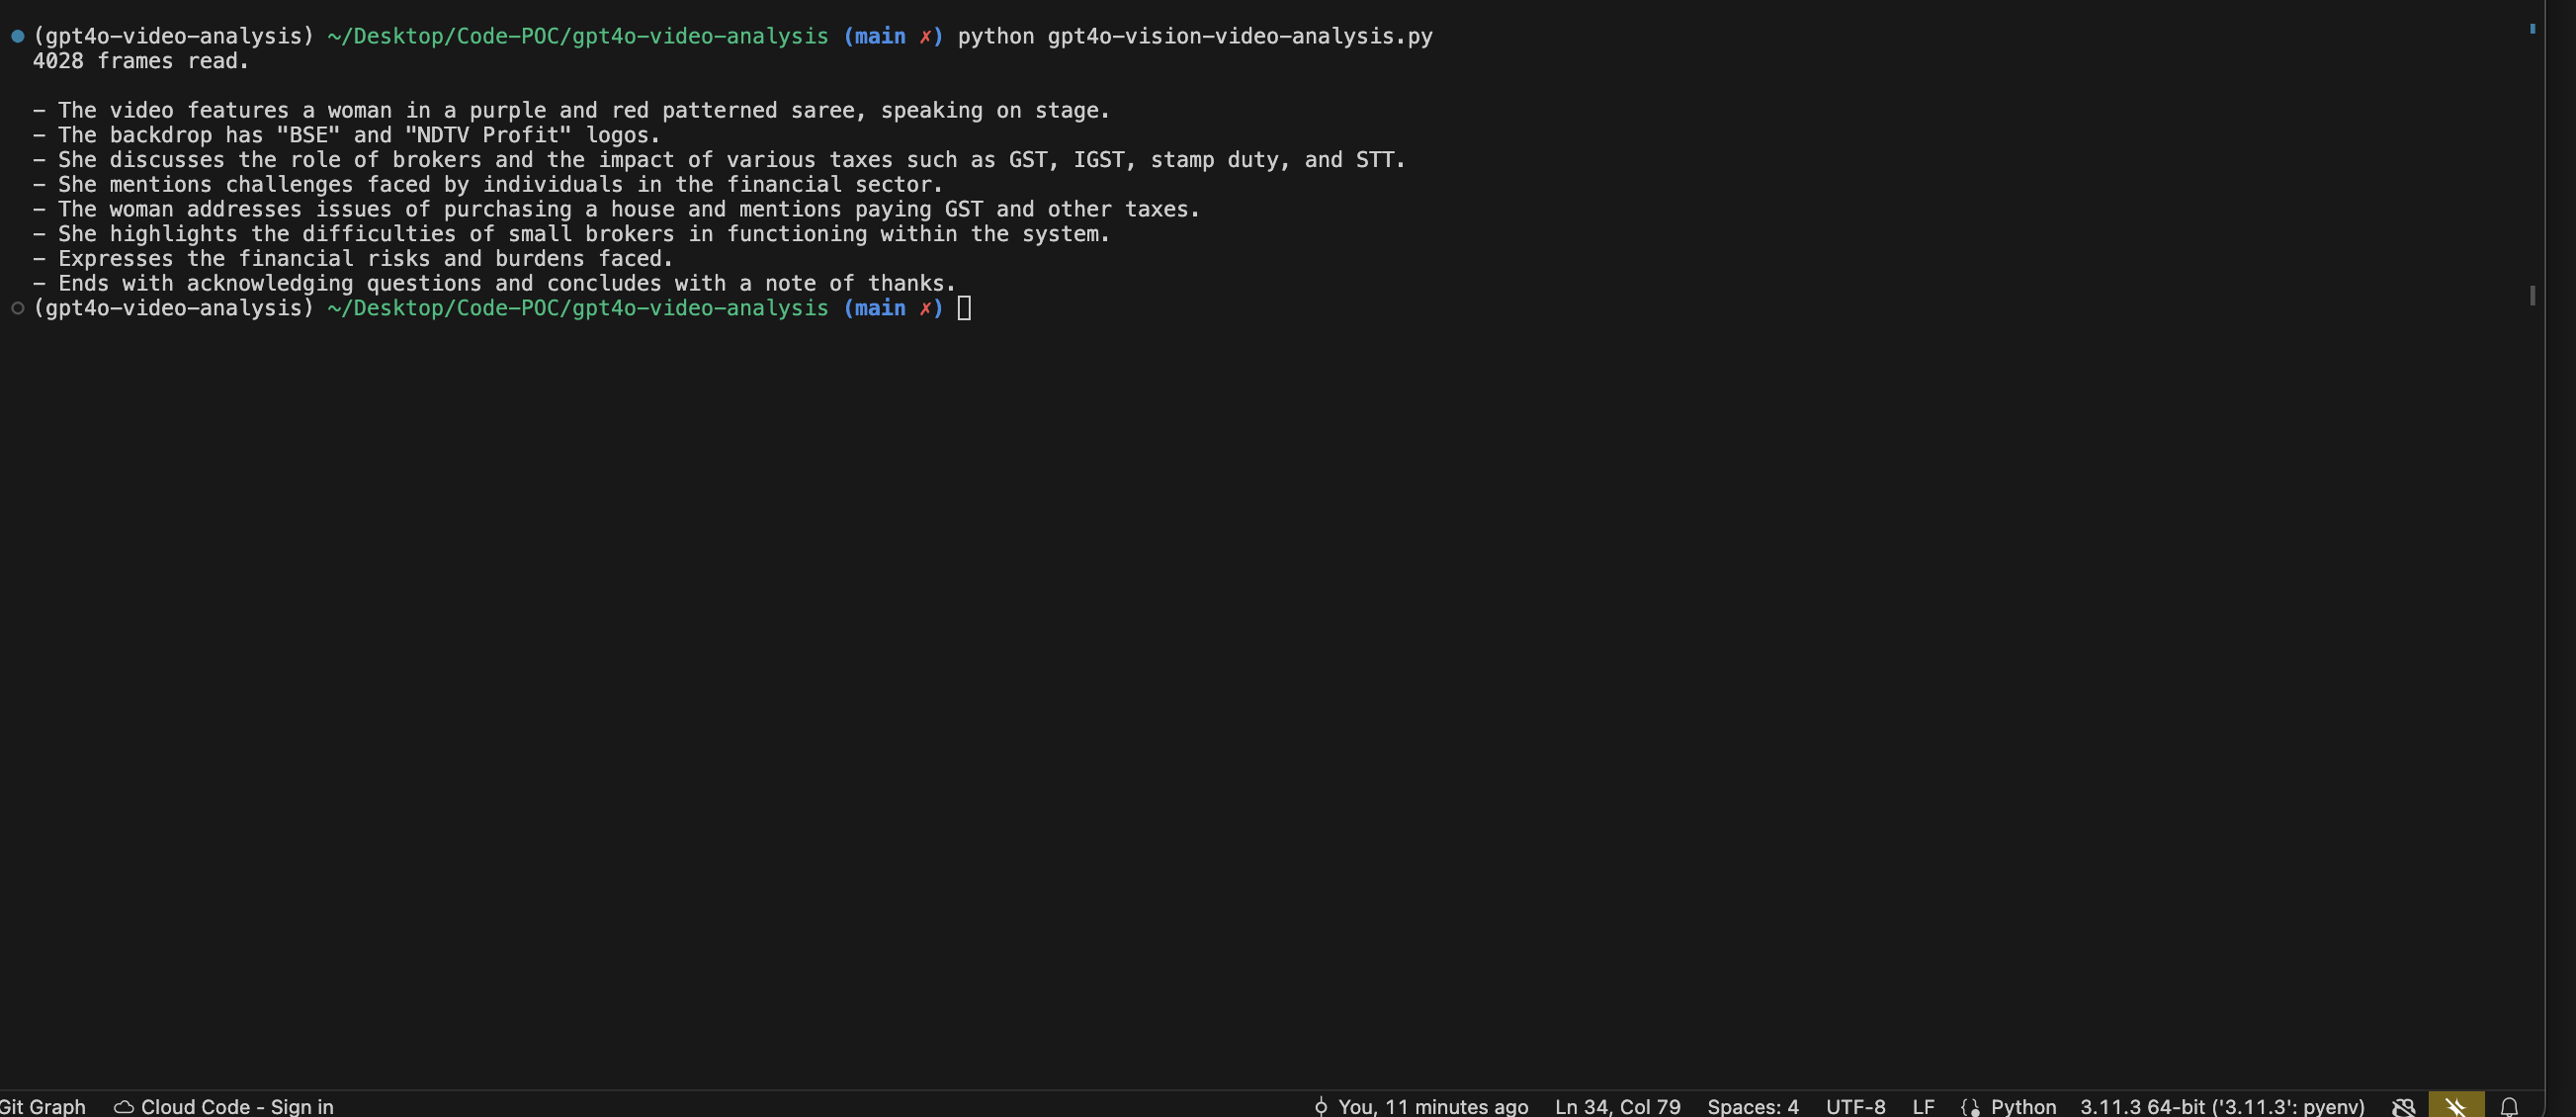 (gpt4o-video-analysis) ~/Desktop/Code-POC/gpt4o-video-analysis (main ✗) python gpt4o-vision-video-analysis.py
4028 frames read.
- The video features a woman in a purple and red patterned saree, speaking on stage.
- The backdrop has "BSE" and "NDTV Profit" logos.
- She discusses the role of brokers and the impact of various taxes such as GST, IGST, stamp duty, and STT.
- She mentions challenges faced by individuals in the financial sector.
- The woman addresses issues of purchasing a house and mentions paying GST and other taxes.
- She highlights the difficulties of small brokers in functioning within the system.
- Expresses the financial risks and burdens faced.
- Ends with acknowledging questions and concludes with a note of thanks.
(gpt4o-video-analysis) ~/Desktop/Code-POC/gpt4o-video-analysis (main ✗)
Git Graph Cloud Code - Sign in You, 11 minutes ago Ln 34, Col 79 Spaces: 4 UTF-8 LF Python 3.11.3 64-bit ('3.11.3': pyenv)